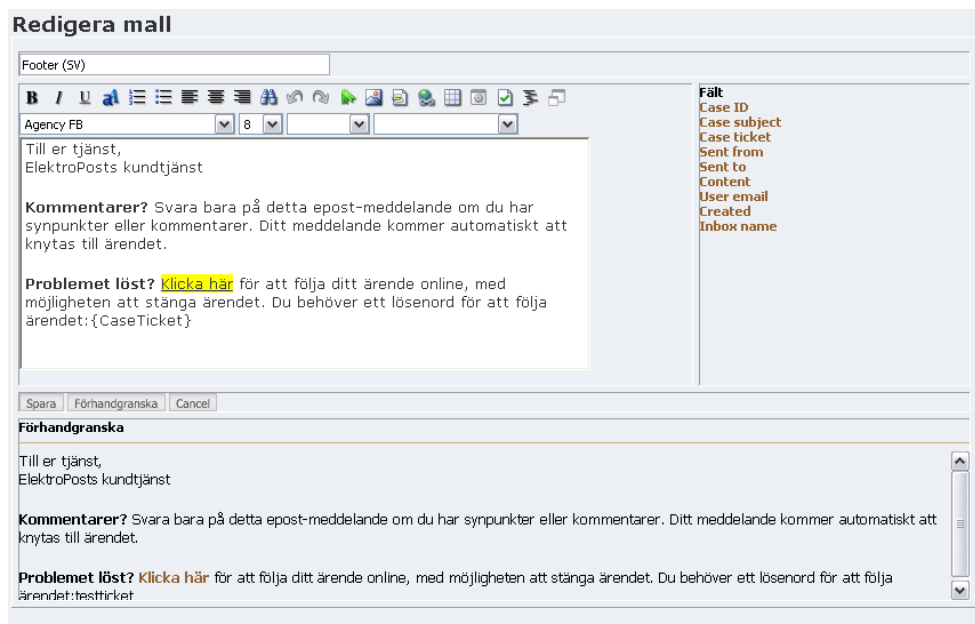 Redigera mall
Footer (SV)
B I U
Agency FB 8
Till er tjänst,
ElektroPosts kundtjänst
Kommentarer? Svara bara på detta epost-meddelande om du har
synpunkter eller kommentarer. Ditt meddelande kommer automatiskt att
knytas till ärendet.
Problemet löst? Klicka här för att följa ditt ärende online, med
möjligheten att stänga ärendet. Du behöver ett lösenord för att följa
ärendet:{CaseTicket}
Fält
Case ID
Case subject
Case ticket
Sent from
Sent to
Content
User email
Created
Inbox name
Spara Förhandgranska Cancel
Förhandgranska
Till er tjänst,
ElektroPosts kundtjänst
Kommentarer? Svara bara på detta epost-meddelande om du har synpunkter eller kommentarer. Ditt meddelande kommer automatiskt att
knytas till ärendet.
Problemet löst? Klicka här för att följa ditt ärende online, med möjligheten att stänga ärendet. Du behöver ett lösenord för att följa
ärendet:testticket